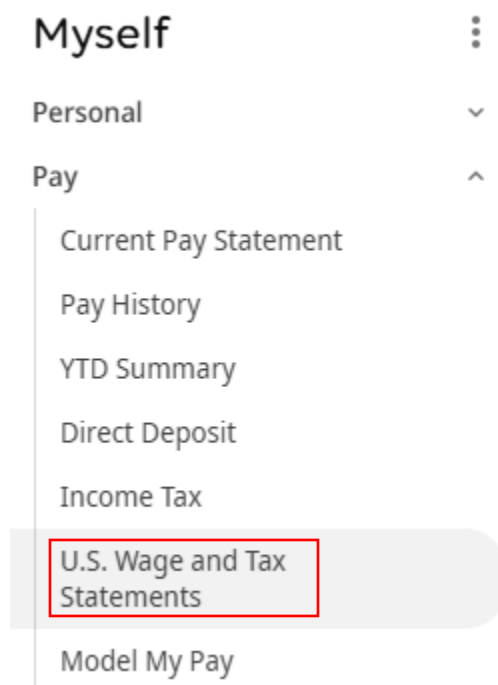 Myself
Personal
Pay
Current Pay Statement
Pay History
YTD Summary
Direct Deposit
Income Tax
U.S. Wage and Tax
Statements
Model My Pay